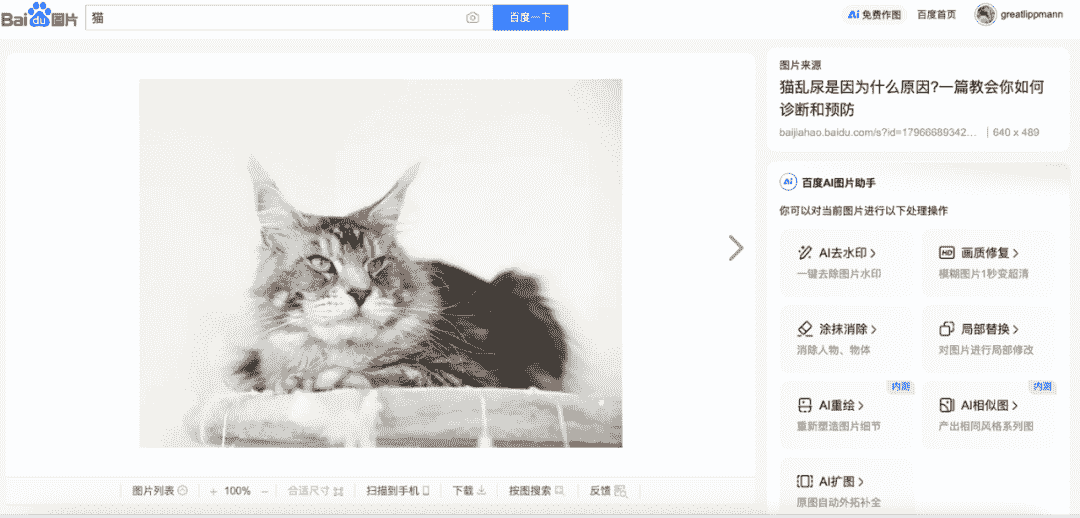 Bai du 图片
猫
百度一下
Ai 免费作图
百度首页
greatlippmann
图片来源
猫乱尿是因为什么原因?一篇教会你如何
诊断和预防
baijiahao.baidu.com/s?id=17966689342... | 640 x 489
Ai 百度AI图片助手
你可以对当前图片进行以下处理操作
AI去水印 >
一键去除图片水印
HD 画质修复 >
模糊图片1秒变超清
涂抹消除 >
消除人物、物体
局部替换 >
对图片进行局部修改
内测
AI重绘 >
重新塑造图片细节
内测
AI相似图 >
产出相同风格系列图
AI扩图 >
原图自动外拓补全
图片列表 + 100% − 合适尺寸 扫描到手机 下载 按图搜索 反馈